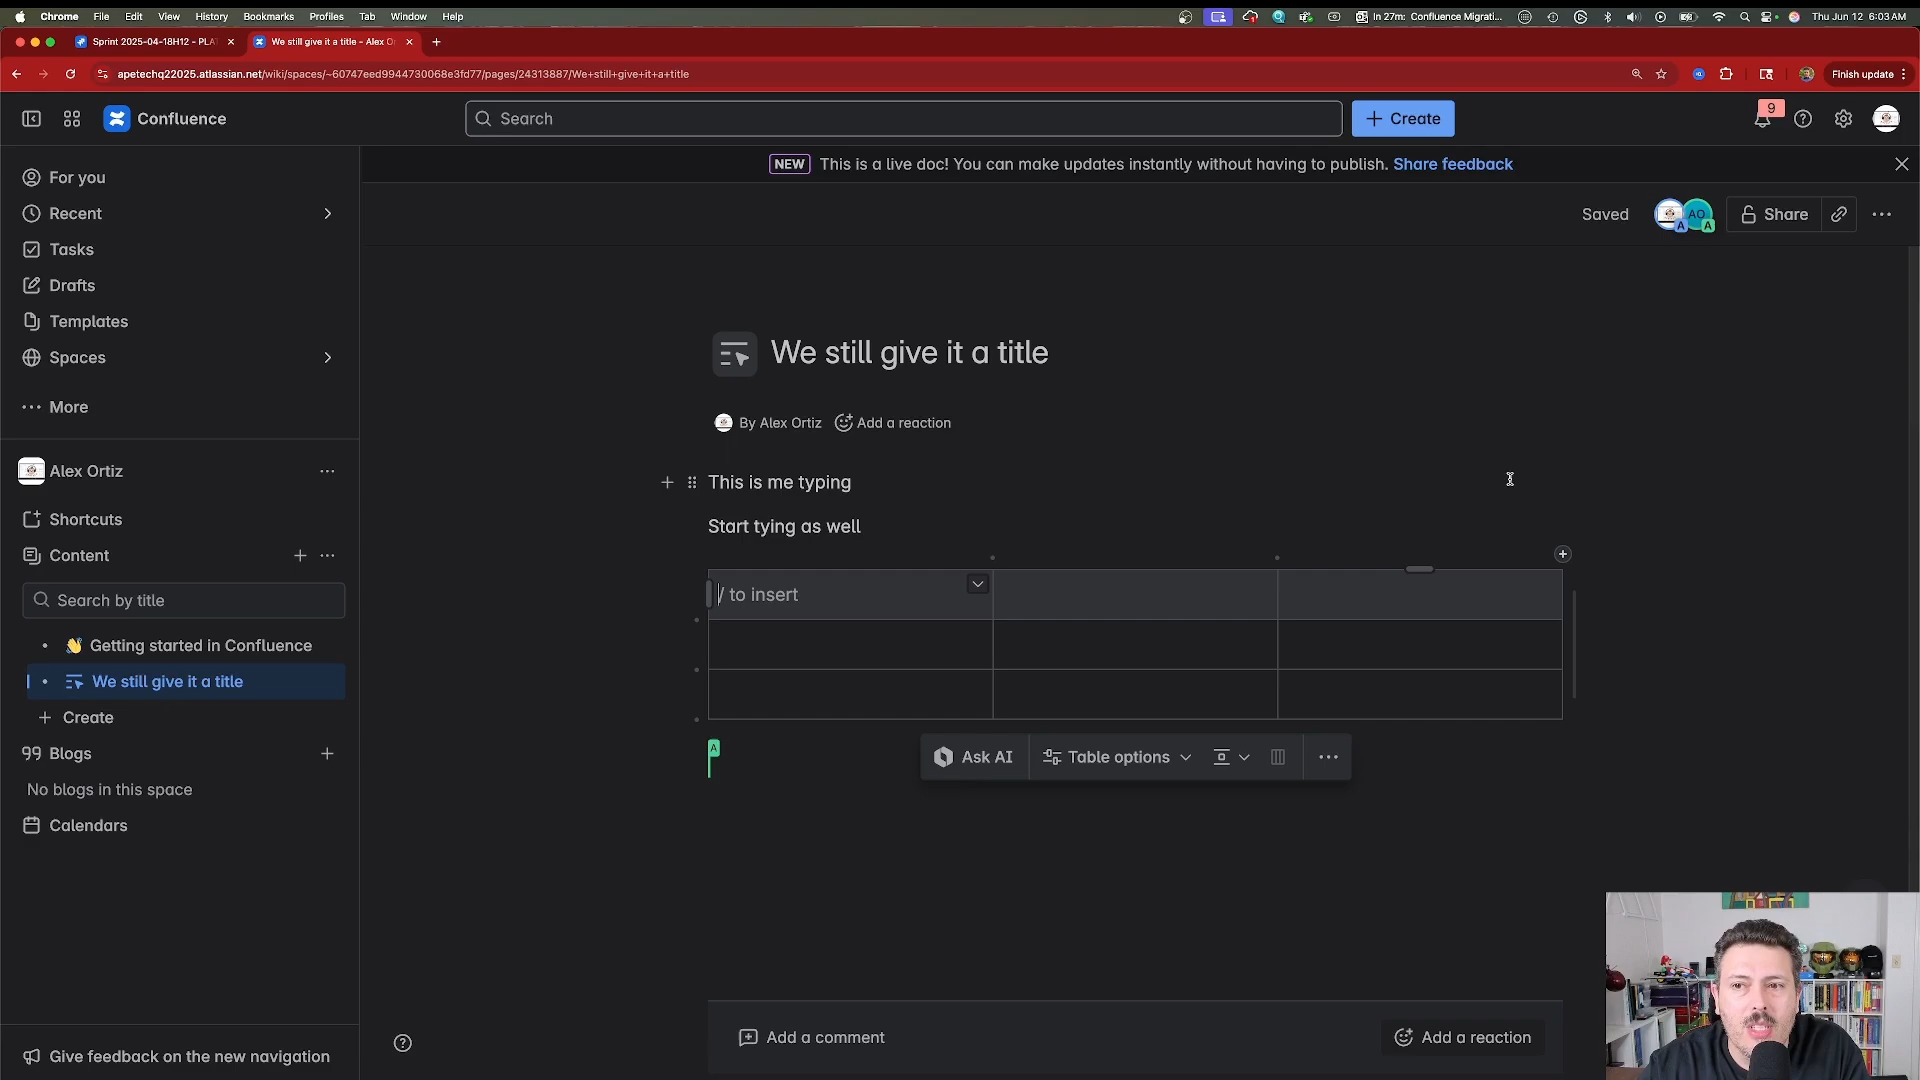 Chrome File Edit View History Bookmarks Profiles Tab Window Help In 27m: Confluence Migrati... Thu Jun 12 6:03 AM
Sprint 2025-04-18H12 - PLA
We still give it a title - Alex O
apetechq22025.atlassian.net/wiki/spaces/~60747eed9944730068e3fd77/pages/24313887/We+still+give+it+a+title
Finish update
Confluence
Search
Create
9
NEW This is a live doc! You can make updates instantly without having to publish. Share feedback
For you
Recent
Tasks
Drafts
Templates
Spaces
More
Alex Ortiz
Shortcuts
Content
Search by title
Getting started in Confluence
We still give it a title
Create
Blogs
No blogs in this space
Calendars
Give feedback on the new navigation
Saved
A
AO
A
Share
We still give it a title
By Alex Ortiz
Add a reaction
This is me typing
Start tying as well
/ to insert
A
Ask AI
Table options
Add a comment
Add a reaction